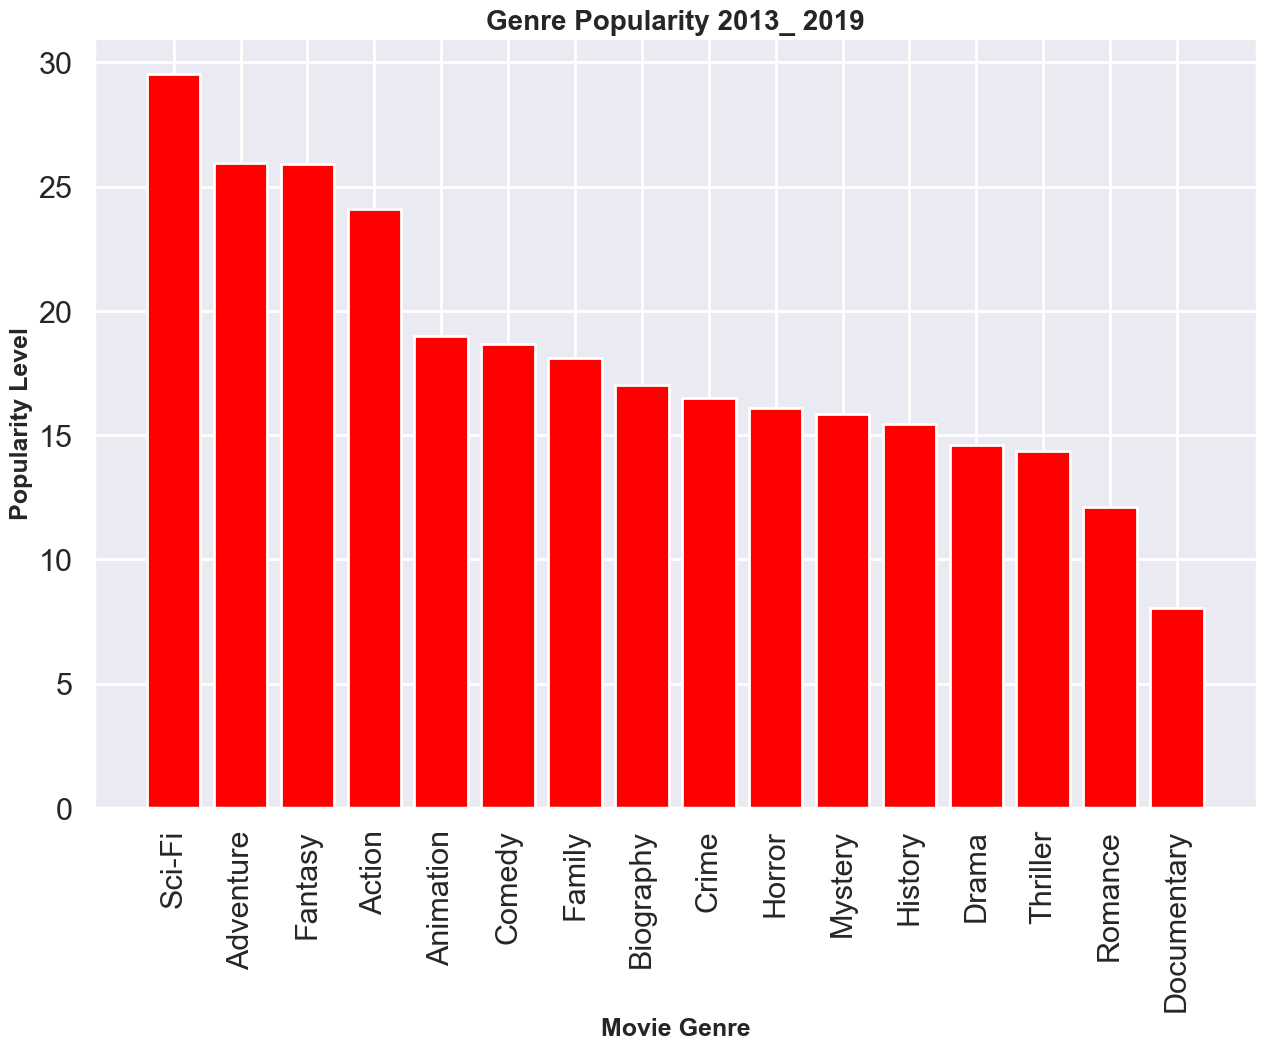 Genre Popularity 2013_ 2019
30
25
20
15
10
5
0
Popularity Level
Sci-Fi
Adventure
Fantasy
Action
Animation
Comedy
Family
Biography
Crime
Horror
Mystery
History
Drama
Thriller
Romance
Documentary
Movie Genre